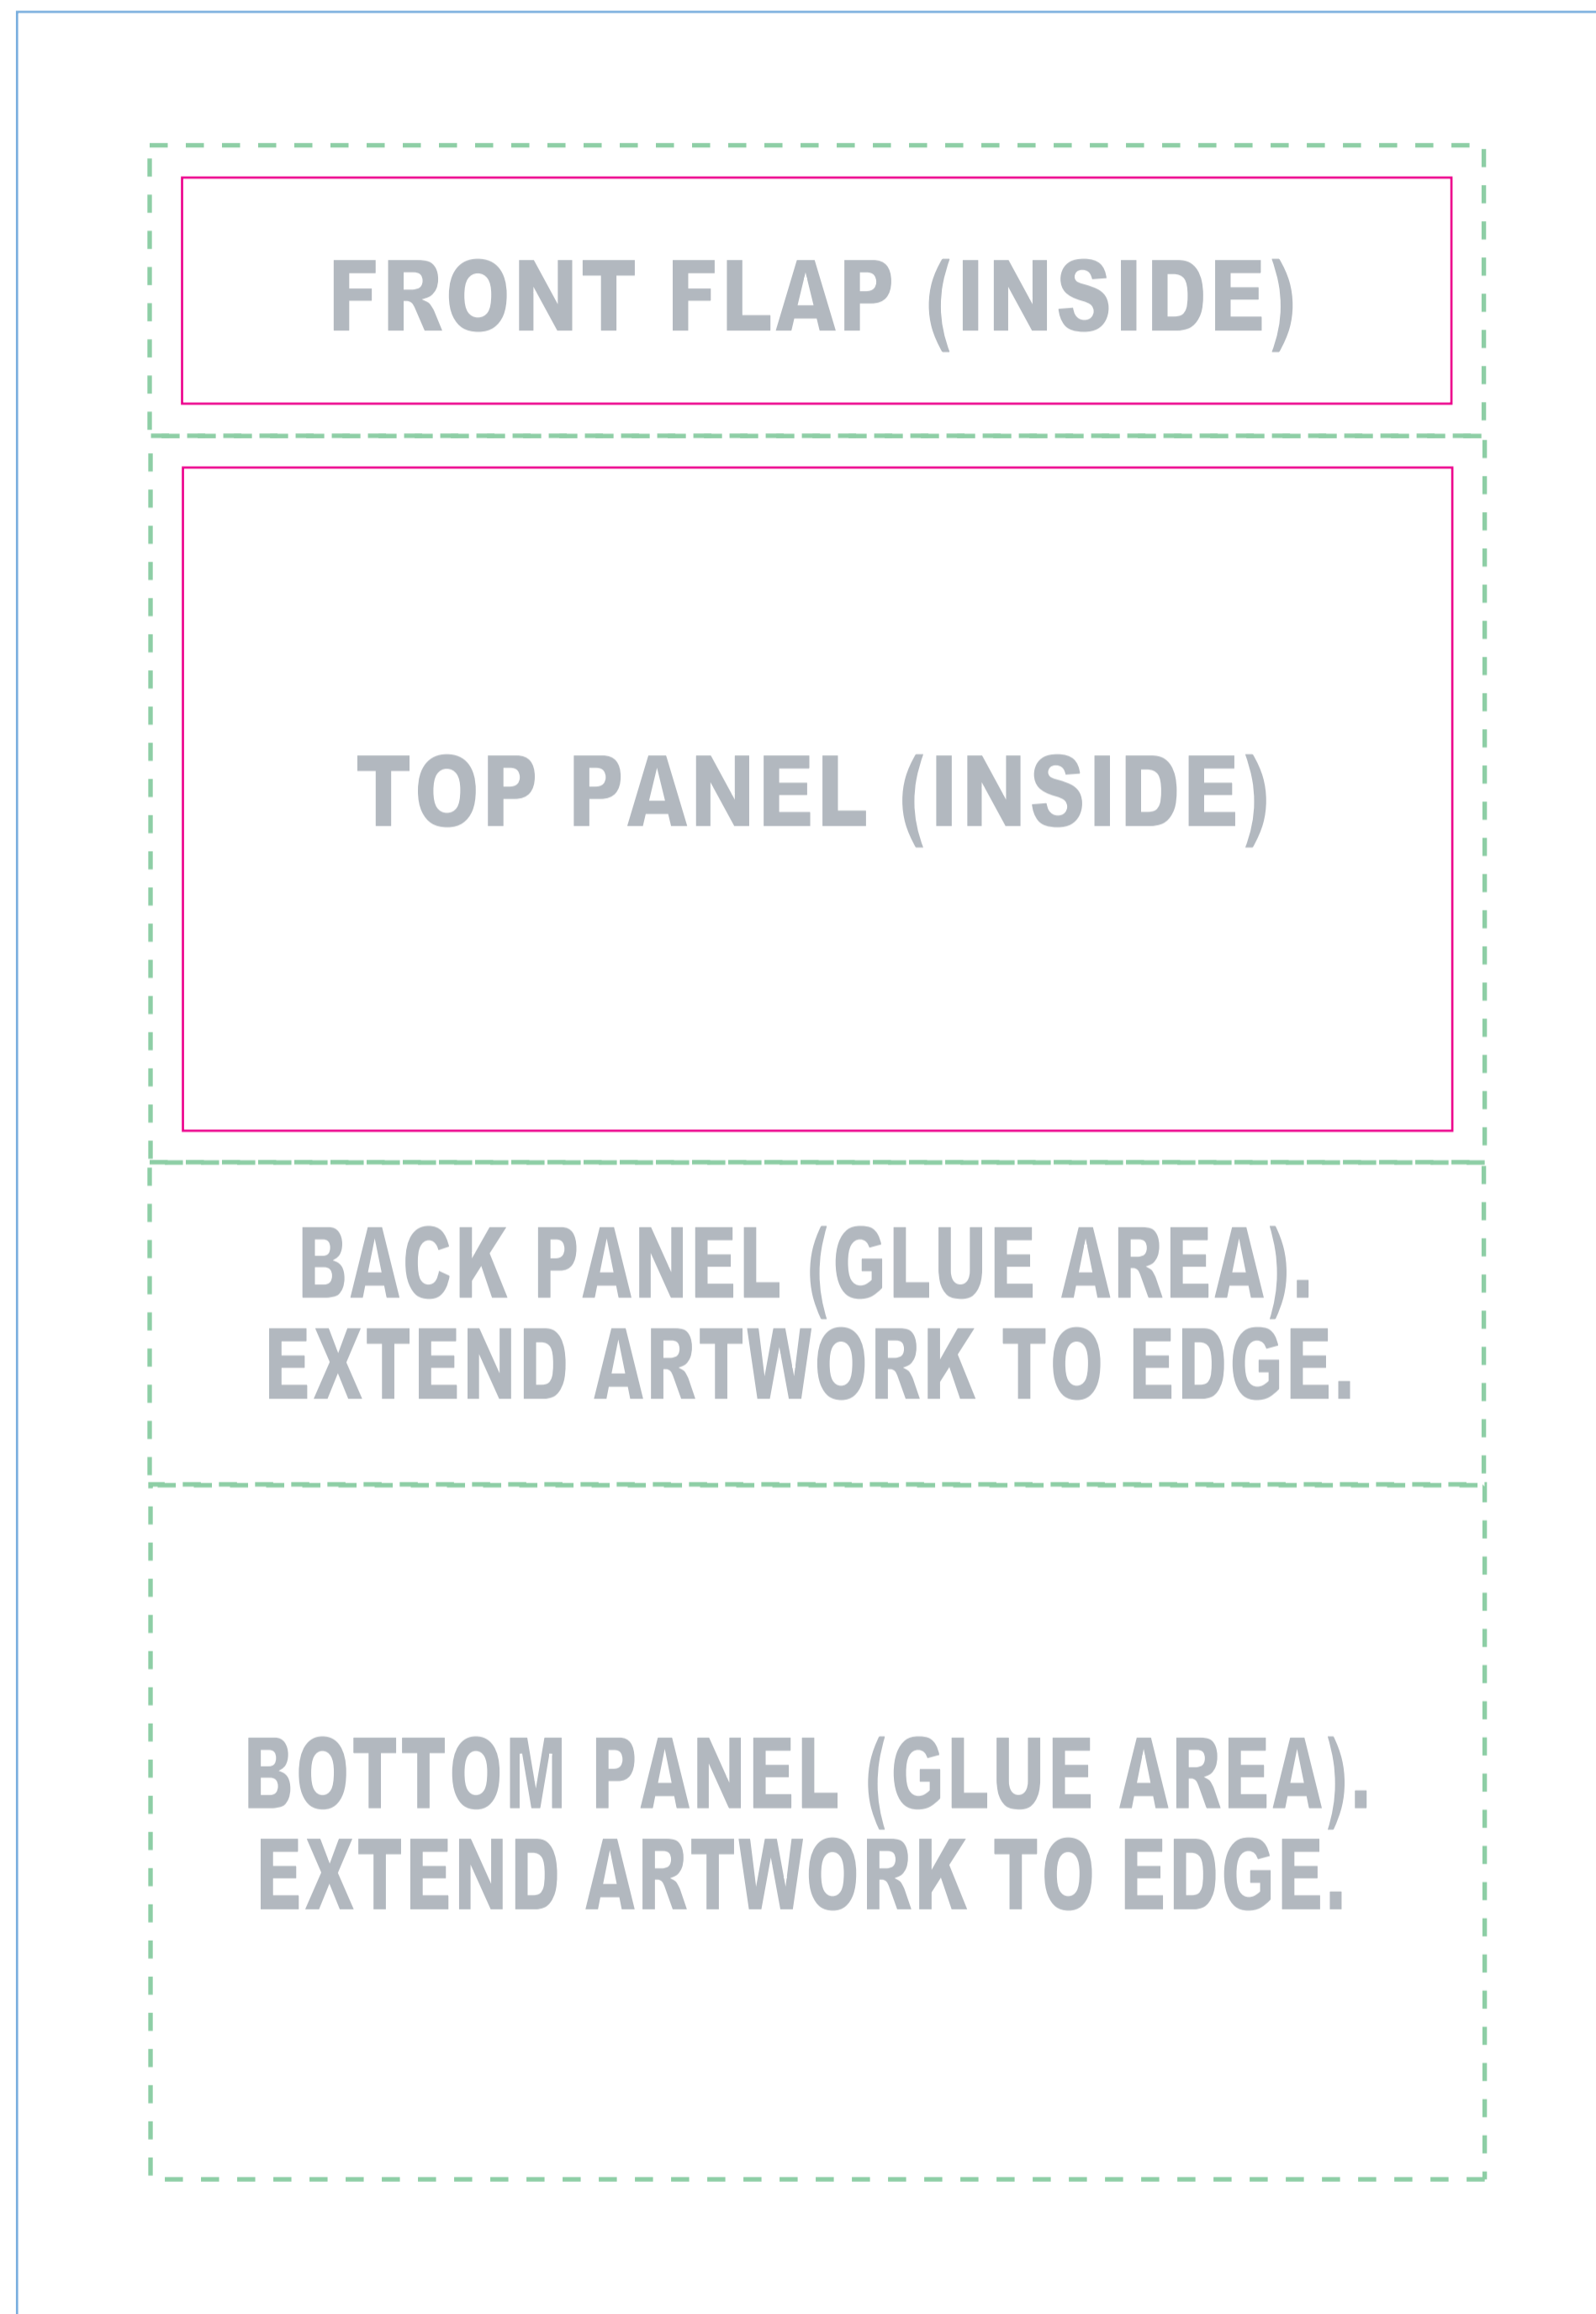 FRONT FLAP (INSIDE)
TOP PANEL (INSIDE)
BACK PANEL (GLUE AREA).
EXTEND ARTWORK TO EDGE.
BOTTOM PANEL (GLUE AREA).
EXTEND ARTWORK TO EDGE.